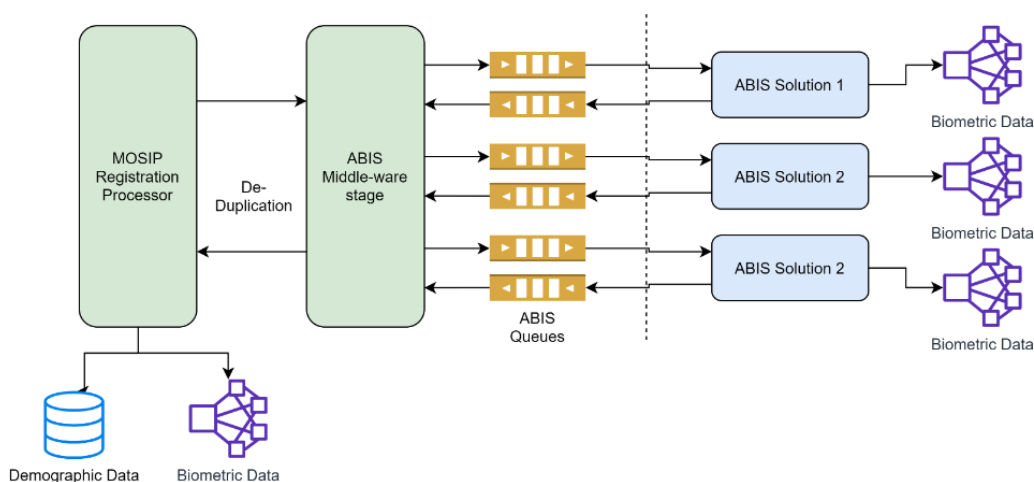 MOSIP
Registration
Processor
De-
Duplication
ABIS
Middle-ware
stage
ABIS
Queues
ABIS Solution 1
Biometric Data
ABIS Solution 2
Biometric Data
ABIS Solution 2
Biometric Data
Demographic Data
Biometric Data